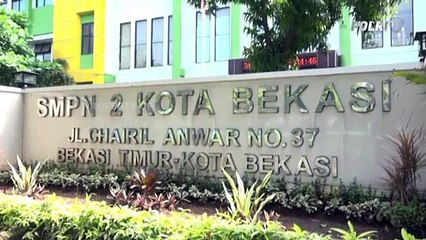 SMPN 2 KOTA BEKASI
JL.CHAIRIL ANWAR NO.37
BEKASI TIMUR-KOTA BEKASI